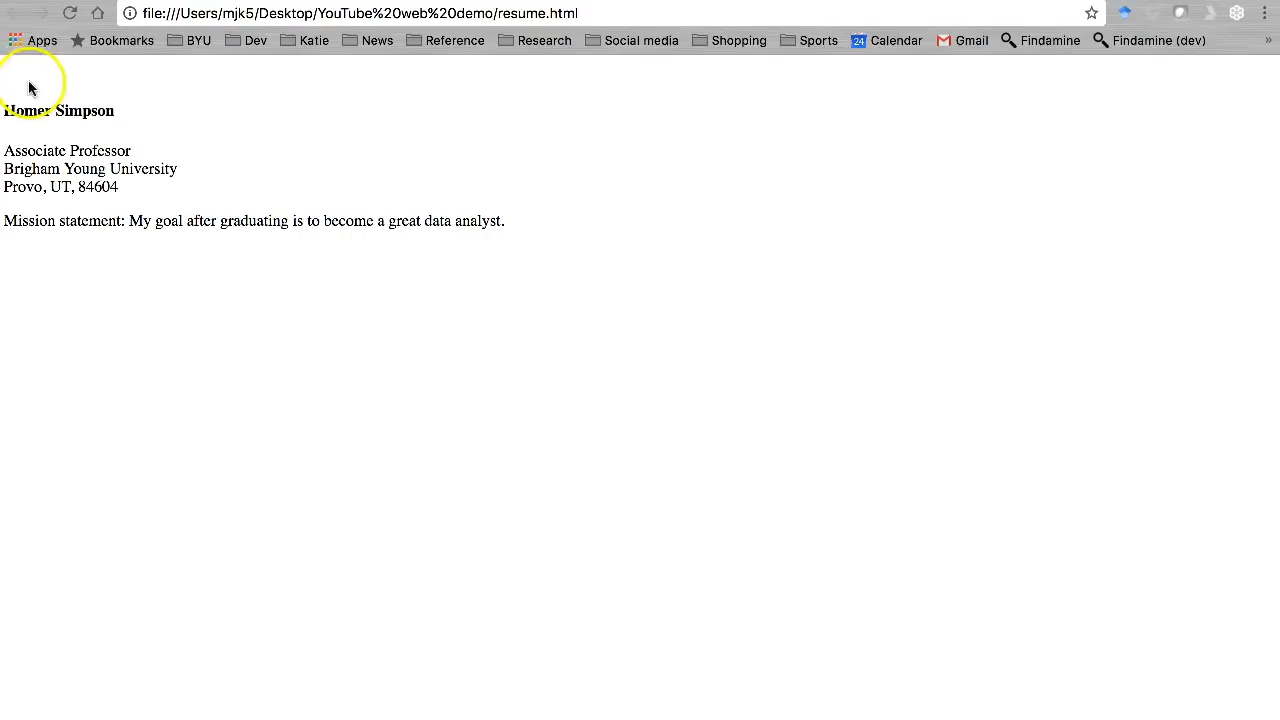 file:///Users/mjk5/Desktop/YouTube%20web%20demo/resume.html
Apps Bookmarks BYU Dev Katie News Reference Research Social media Shopping Sports 24 Calendar Gmail Findamine Findamine (dev) »
Homer Simpson
Associate Professor
Brigham Young University
Provo, UT, 84604
Mission statement: My goal after graduating is to become a great data analyst.